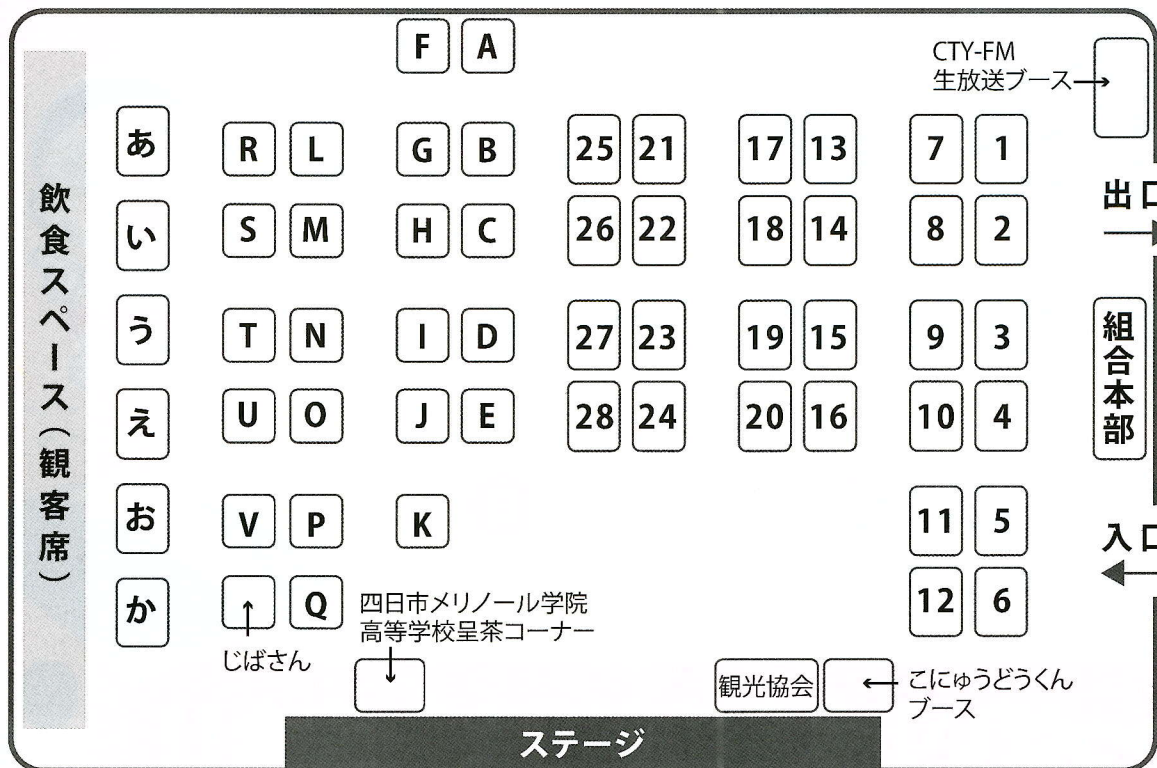 F A
CTY-FM
生放送ブース
あ R L G B 25 21 17 13 7 1
出口
い S M H C 26 22 18 14 8 2
飲食スペース(観客席)
う T N I D 27 23 19 15 9 3
組合本部
え U O J E 28 24 20 16 10 4
お V P K 11 5
入口
か Q 12 6
じばさん
四日市メリノール学院
高等学校呈茶コーナー
観光協会
こにゅうどうくん
ブース
ステージ